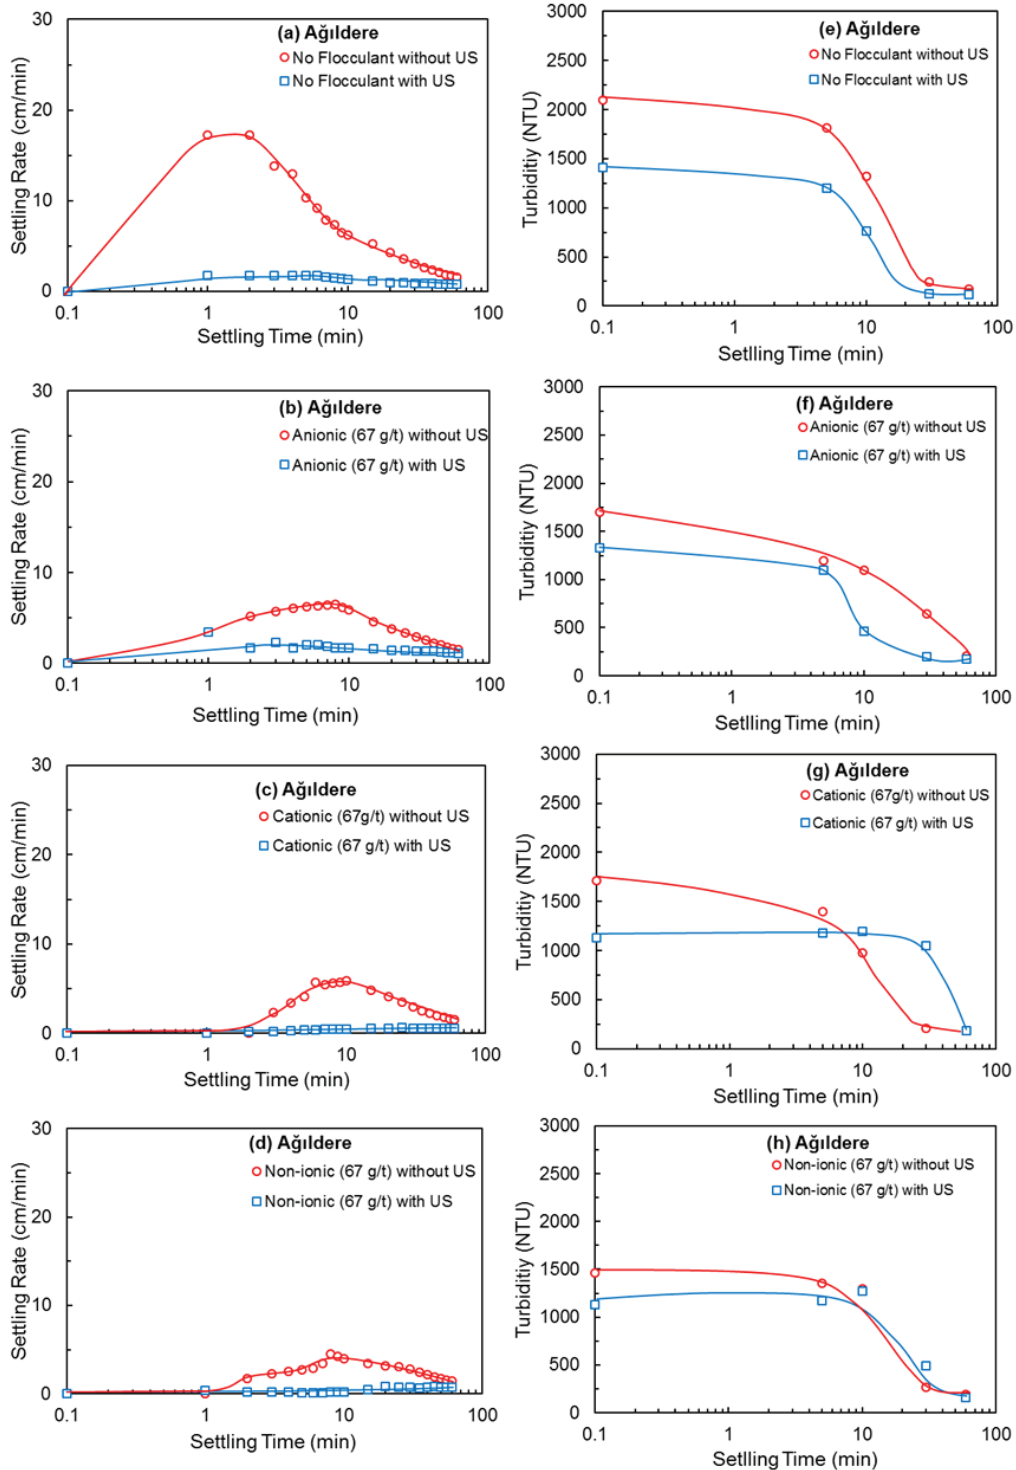 (a) Ağıldere
No Flocculant without US
No Flocculant with US
Settling Rate (cm/min)
30
20
10
0
0.1
1
10
100
Settling Time (min)
(e) Ağıldere
No Flocculant without US
No Flocculant with US
Turbiditiy (NTU)
3000
2500
2000
1500
1000
500
0
0.1
1
10
100
Setlling Time (min)
(b) Ağıldere
Anionic (67 g/t) without US
Anionic (67 g/t) with US
Settling Rate (cm/min)
30
20
10
0
0.1
1
10
100
Settling Time (min)
(f) Ağıldere
Anionic (67 g/t) without US
Anionic (67 g/t) with US
Turbiditiy (NTU)
3000
2500
2000
1500
1000
500
0
0.1
1
10
100
Setlling Time (min)
(c) Ağıldere
Cationic (67g/t) without US
Cationic (67 g/t) with US
Settling Rate (cm/min)
30
20
10
0
0.1
1
10
100
Settling Time (min)
(g) Ağıldere
Cationic (67g/t) without US
Cationic (67 g/t) with US
Turbiditiy (NTU)
3000
2500
2000
1500
1000
500
0
0.1
1
10
100
Setlling Time (min)
(d) Ağıldere
Non-ionic (67 g/t) without US
Non-ionic (67 g/t) with US
Settling Rate (cm/min)
30
20
10
0
0.1
1
10
100
Settling Time (min)
(h) Ağıldere
Non-ionic (67 g/t) without US
Non-ionic (67 g/t) with US
Turbiditiy (NTU)
3000
2500
2000
1500
1000
500
0
0.1
1
10
100
Setlling Time (min)